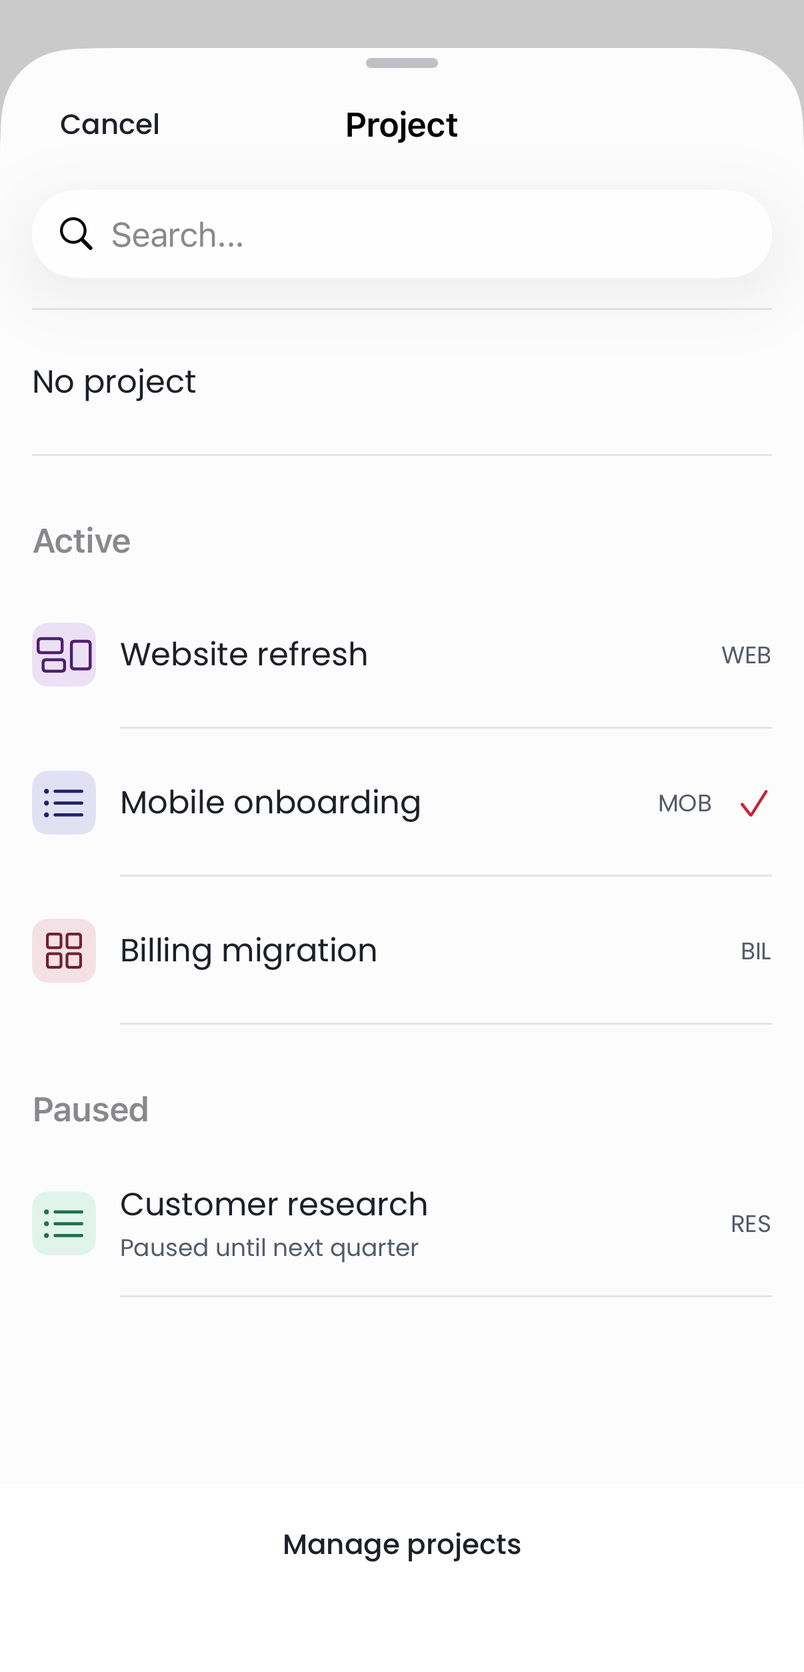 Cancel
Project
Search...
No project
Active
Website refresh
WEB
Mobile onboarding
MOB
Billing migration
BIL
Paused
Customer research
Paused until next quarter
RES
Manage projects